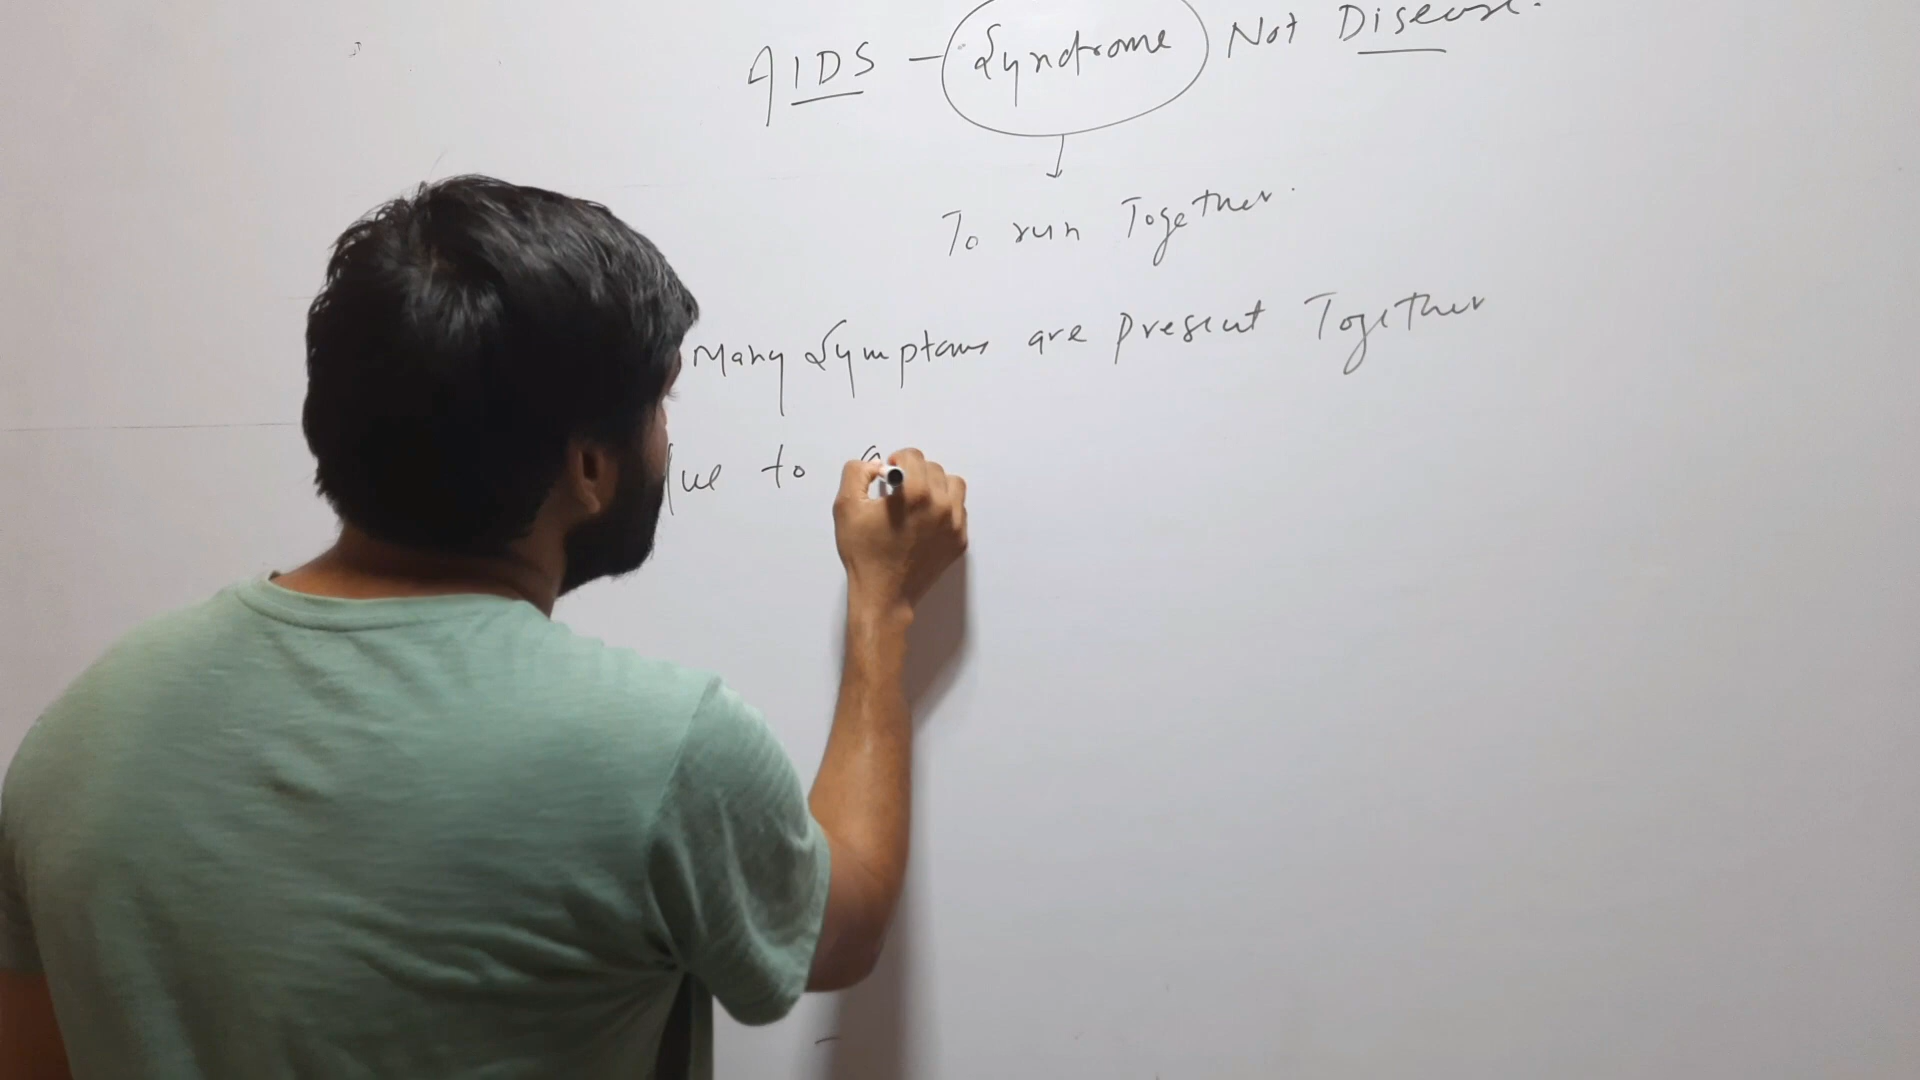 AIDS - Syndrome Not Disease.
To run Together.
Many Symptoms are present Together
due to a